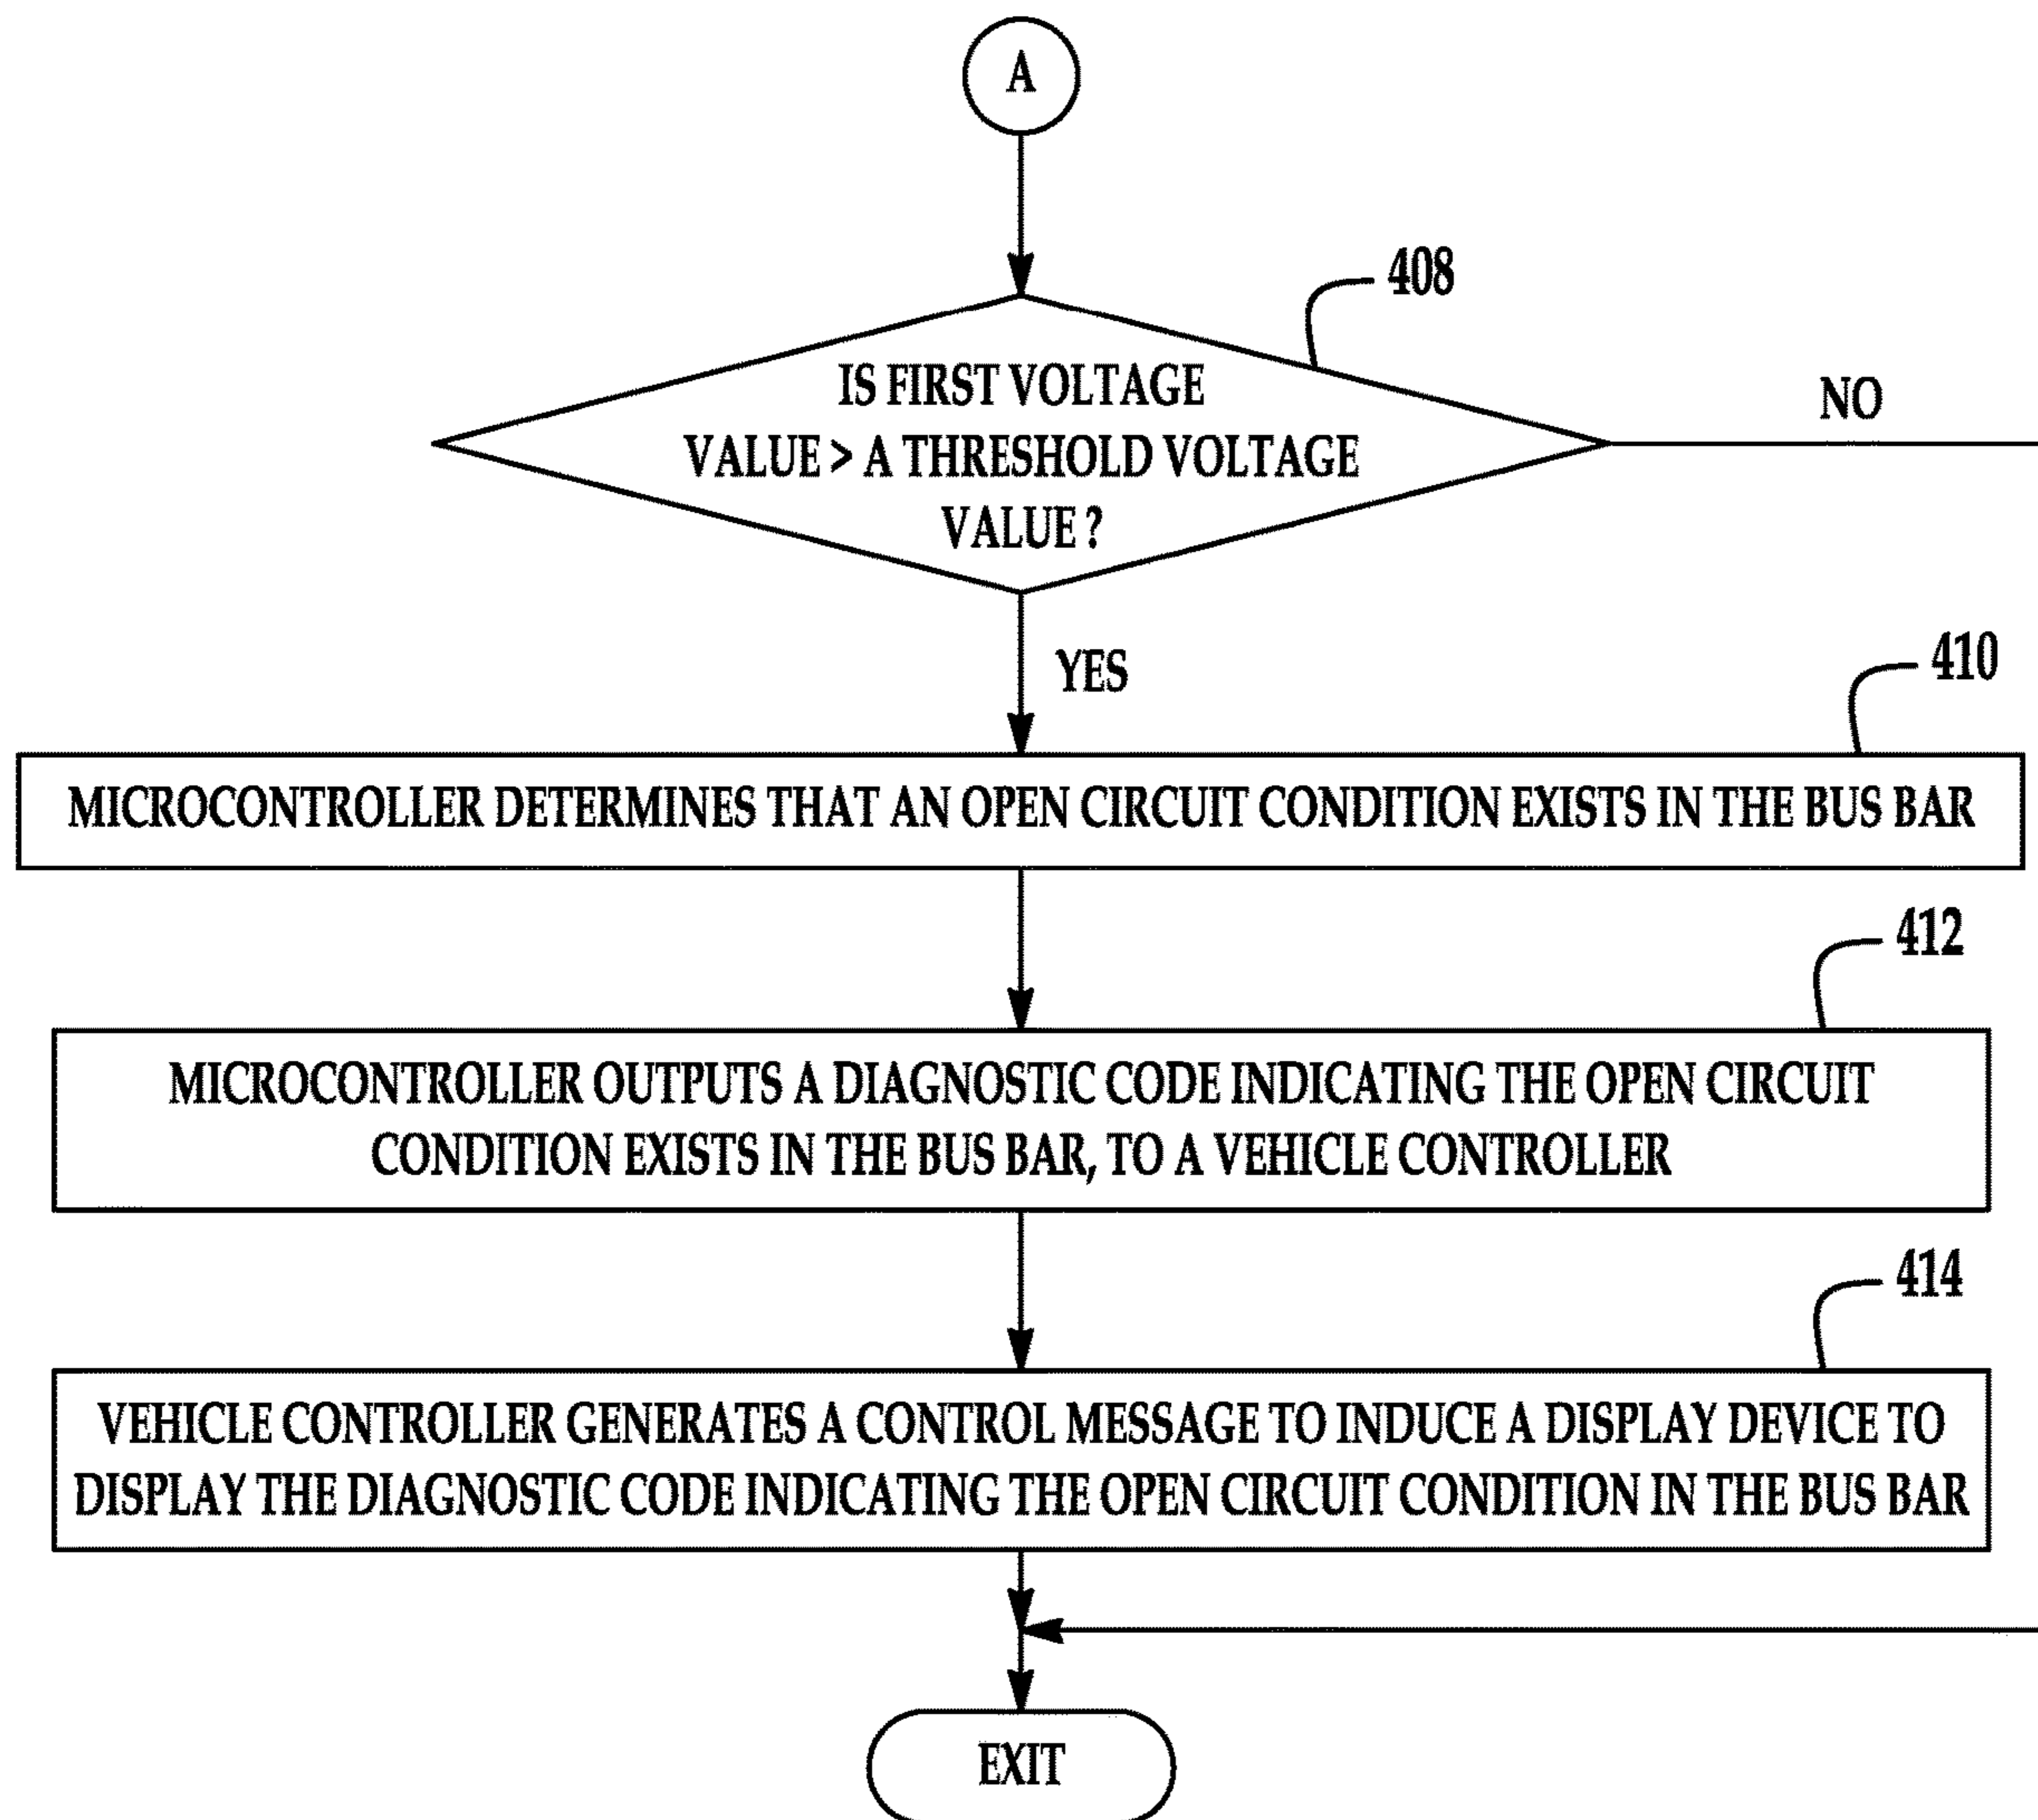 A
408
IS FIRST VOLTAGE
VALUE > A THRESHOLD VOLTAGE
VALUE ?
NO
YES
410
MICROCONTROLLER DETERMINES THAT AN OPEN CIRCUIT CONDITION EXISTS IN THE BUS BAR
412
MICROCONTROLLER OUTPUTS A DIAGNOSTIC CODE INDICATING THE OPEN CIRCUIT
CONDITION EXISTS IN THE BUS BAR, TO A VEHICLE CONTROLLER
414
VEHICLE CONTROLLER GENERATES A CONTROL MESSAGE TO INDUCE A DISPLAY DEVICE TO
DISPLAY THE DIAGNOSTIC CODE INDICATING THE OPEN CIRCUIT CONDITION IN THE BUS BAR
EXIT